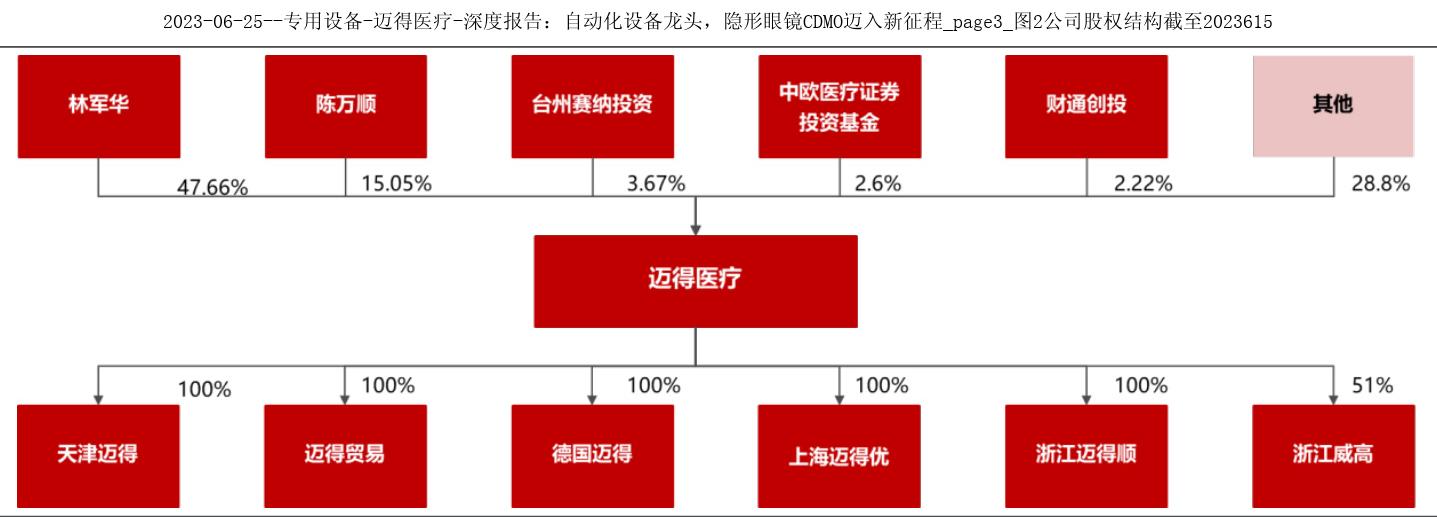 2023-06-25--专用设备-迈得医疗-深度报告：自动化设备龙头，隐形眼镜CDMO迈入新征程_page3_图2公司股权结构截至2023615
林军华
陈万顺
台州赛纳投资
中欧医疗证券
投资基金
财通创投
其他
47.66%
15.05%
3.67%
2.6%
2.22%
28.8%
迈得医疗
100%
100%
100%
100%
100%
51%
天津迈得
迈得贸易
德国迈得
上海迈得优
浙江迈得顺
浙江威高